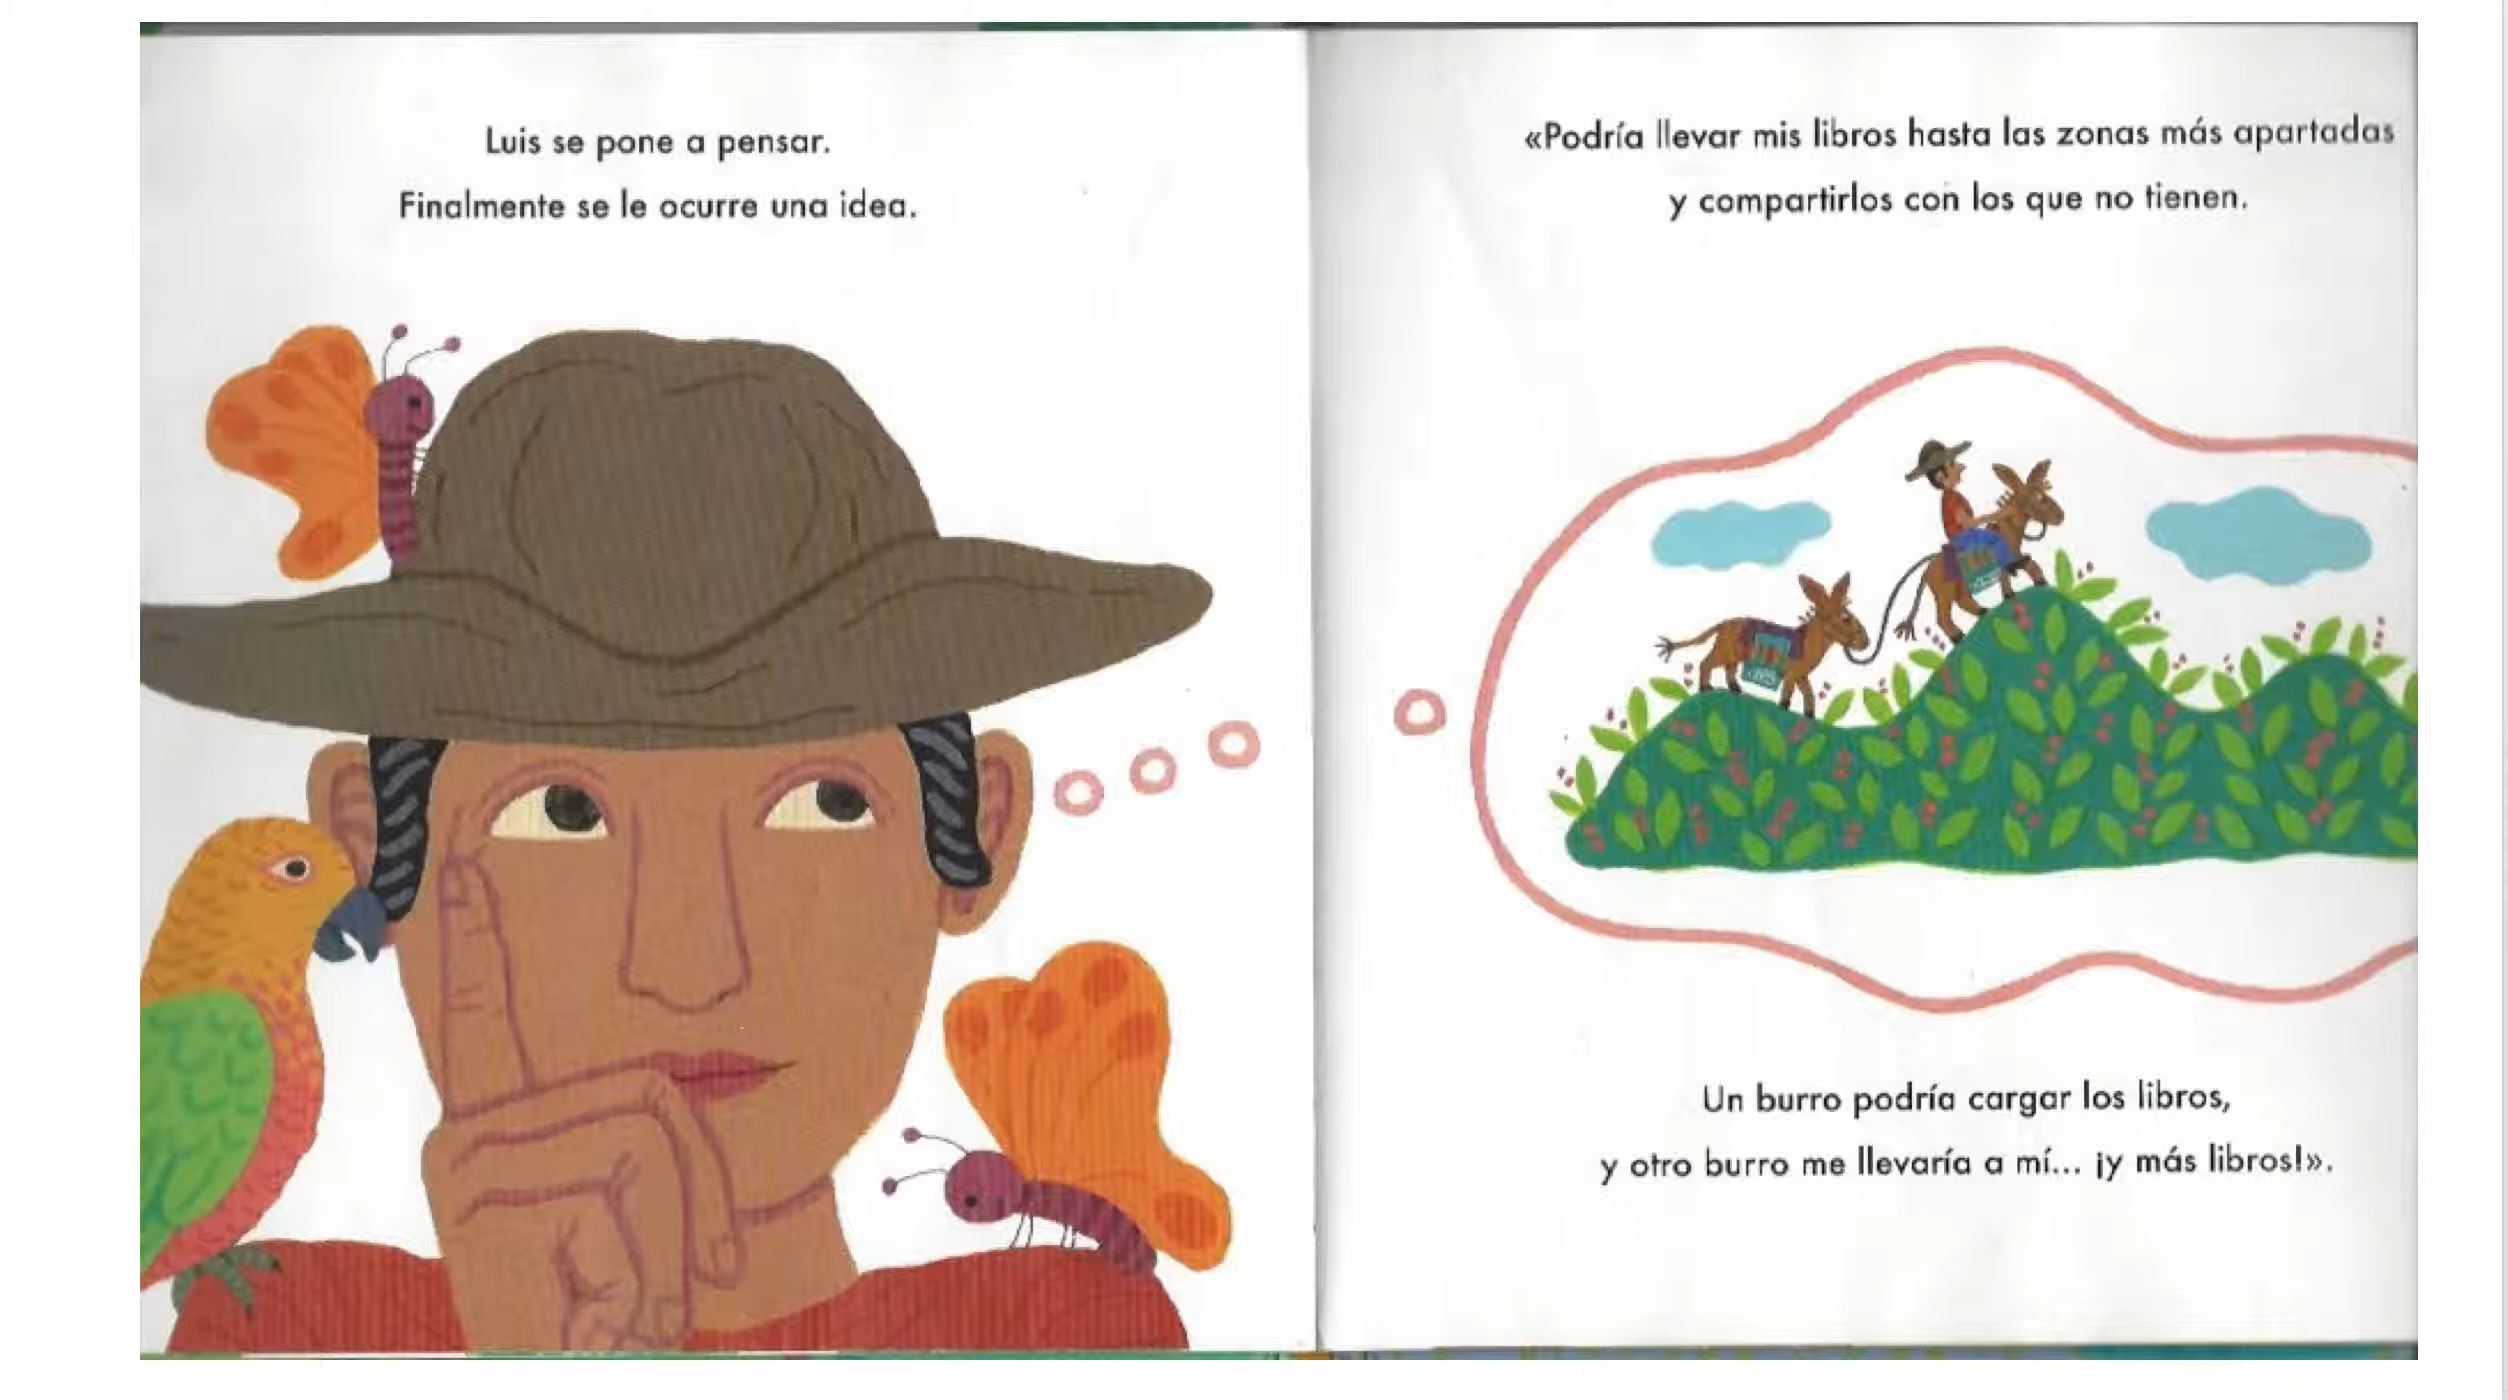 Luis se pone a pensar.
Finalmente se le ocurre una idea.
«Podría llevar mis libros hasta las zonas más apartadas
y compartirlos con los que no tienen.
Un burro podría cargar los libros,
y otro burro me llevaría a mí... ¡y más libros!».